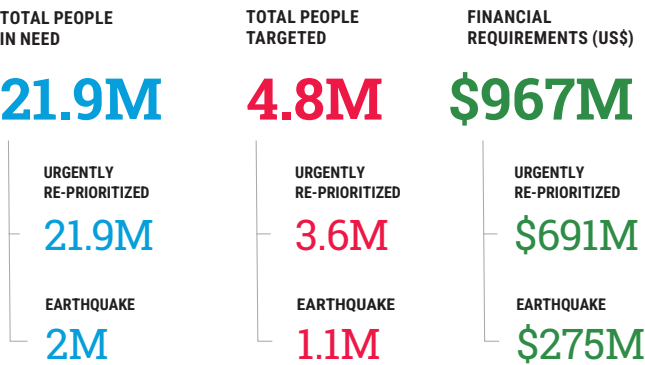 TOTAL PEOPLE
IN NEED
21.9M
URGENTLY
RE-PRIORITIZED
21.9M
EARTHQUAKE
2M
TOTAL PEOPLE
TARGETED
4.8M
URGENTLY
RE-PRIORITIZED
3.6M
EARTHQUAKE
1.1M
FINANCIAL
REQUIREMENTS (US$)
$967M
URGENTLY
RE-PRIORITIZED
$691M
EARTHQUAKE
$275M